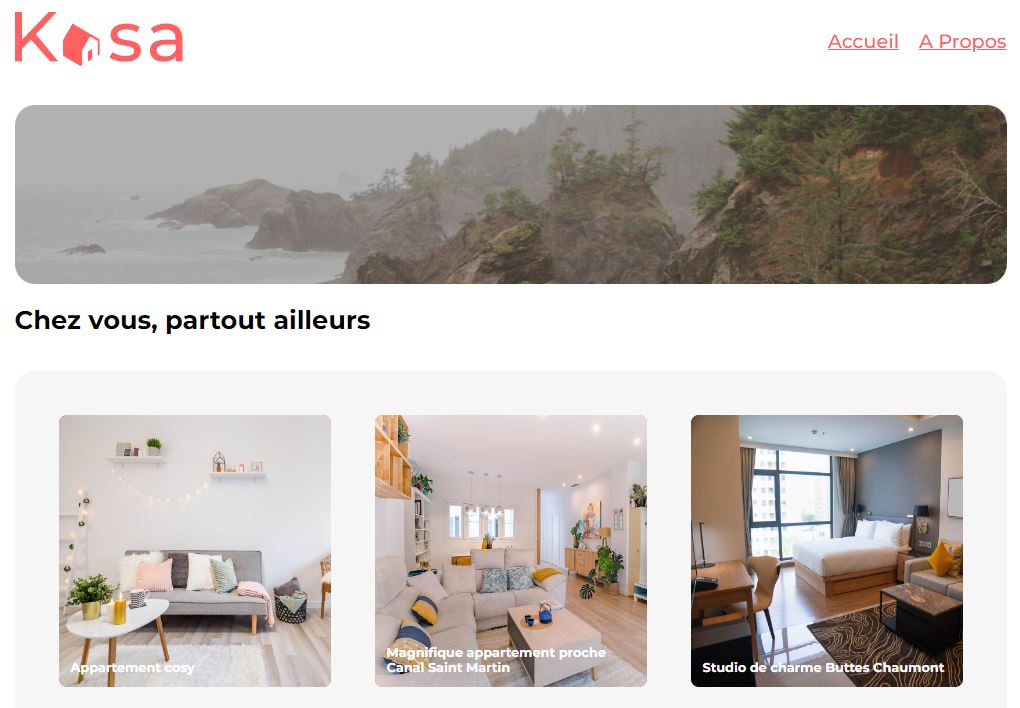 Kasa
Accueil A Propos
Chez vous, partout ailleurs
Appartement cosy
Magnifique appartement proche
Canal Saint Martin
Studio de charme Buttes Chaumont